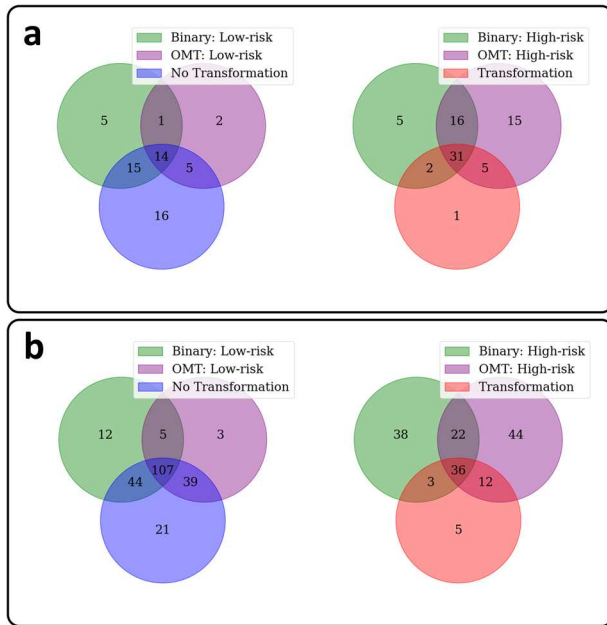 a
Binary: Low-risk
OMT: Low-risk
No Transformation
5
1
2
14
15
5
16
Binary: High-risk
OMT: High-risk
Transformation
5
16
15
31
2
5
1
b
Binary: Low-risk
OMT: Low-risk
No Transformation
12
5
3
107
44
39
21
Binary: High-risk
OMT: High-risk
Transformation
38
22
44
36
3
12
5